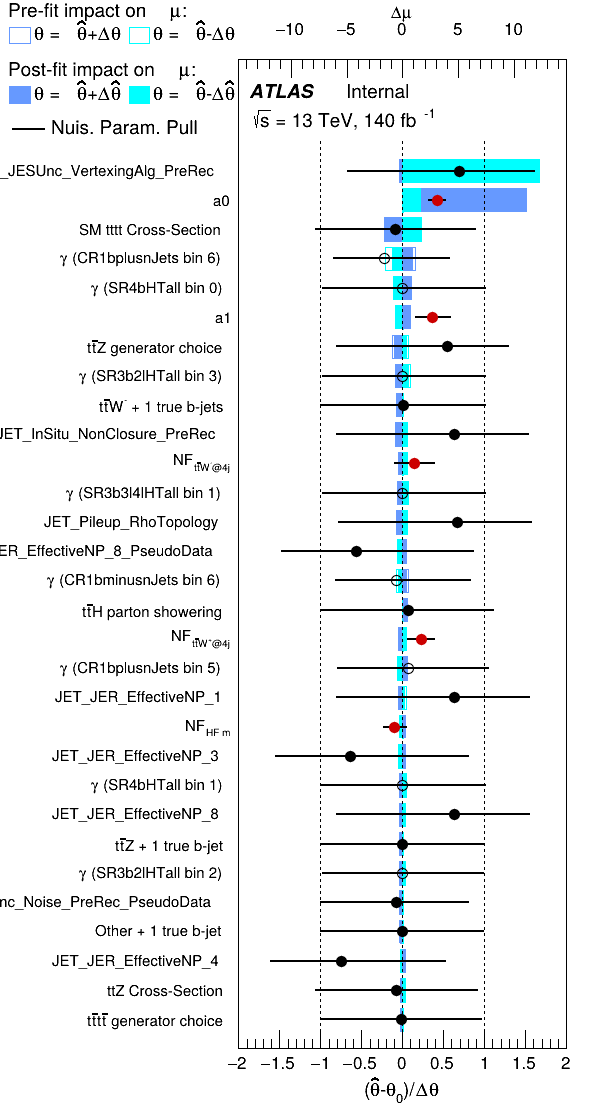 Pre-fit impact on μ:
θ = θ̂+Δθ θ = θ̂-Δθ
Post-fit impact on μ:
θ = θ̂+Δθ̂ θ = θ̂-Δθ̂
Nuis. Param. Pull
Δμ
−10 −5 0 5 10
ATLAS Internal
√s = 13 TeV, 140 fb⁻¹
_JESUnc_VertexingAlg_PreRec
a0
SM tttt Cross-Section
γ (CR1bplusnJets bin 6)
γ (SR4bHTall bin 0)
a1
tt̄Z generator choice
γ (SR3b2lHTall bin 3)
tt̄W + 1 true b-jets
JET_InSitu_NonClosure_PreRec
NF tt̄W⁻@4j
γ (SR3b3l4lHTall bin 1)
JET_Pileup_RhoTopology
ER_EffectiveNP_8_PseudoData
γ (CR1bminusnJets bin 6)
tt̄H parton showering
NF tt̄W⁺@4j
γ (CR1bplusnJets bin 5)
JET_JER_EffectiveNP_1
NF HF m
JET_JER_EffectiveNP_3
γ (SR4bHTall bin 1)
JET_JER_EffectiveNP_8
tt̄Z + 1 true b-jet
γ (SR3b2lHTall bin 2)
nc_Noise_PreRec_PseudoData
Other + 1 true b-jet
JET_JER_EffectiveNP_4
ttZ Cross-Section
tt̄tt̄ generator choice
−2 −1.5 −1 −0.5 0 0.5 1 1.5 2
(θ̂-θ₀)/Δθ